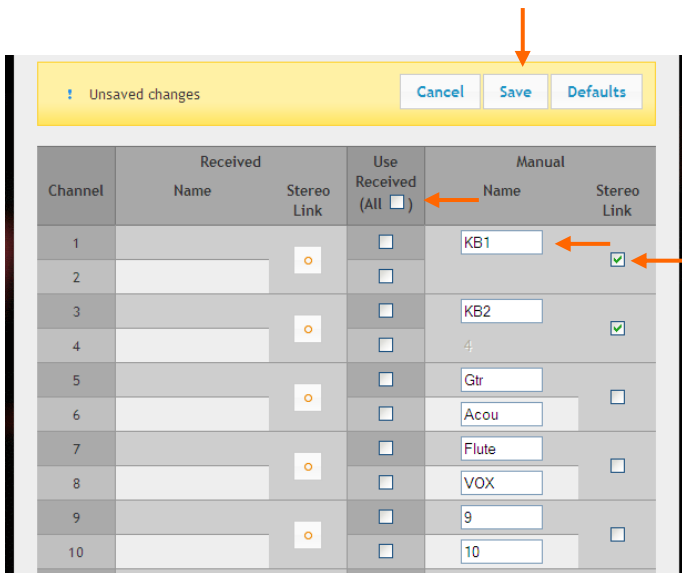 ! Unsaved changes Cancel Save Defaults
Received Use Manual
Channel Name Stereo Received Name Stereo
Link (All ) Link
1 KB1
2
3 KB2
4 4
5 Gtr
6 Acou
7 Flute
8 VOX
9 9
10 10